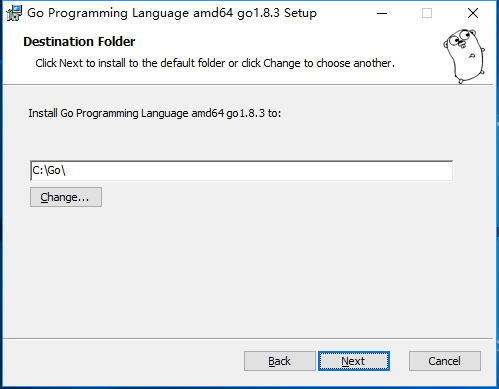 Go Programming Language amd64 go1.8.3 Setup
Destination Folder
Click Next to install to the default folder or click Change to choose another.
Install Go Programming Language amd64 go1.8.3 to:
C:\Go\
Change...
Back
Next
Cancel